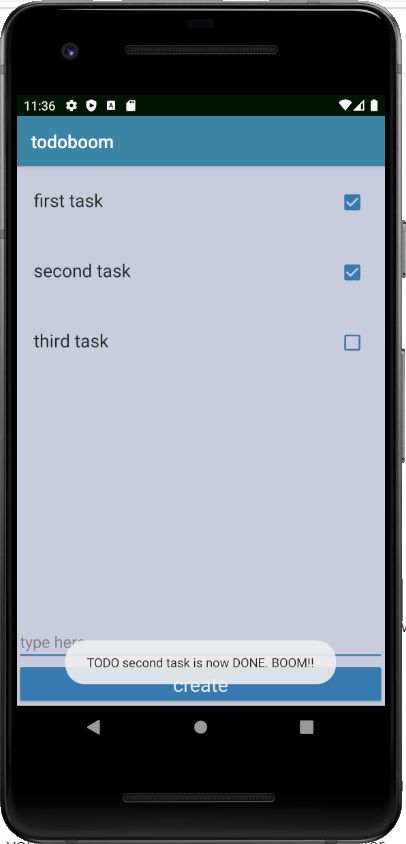 11:36
todoboom
first task
second task
third task
type here
TODO second task is now DONE. BOOM!!
create